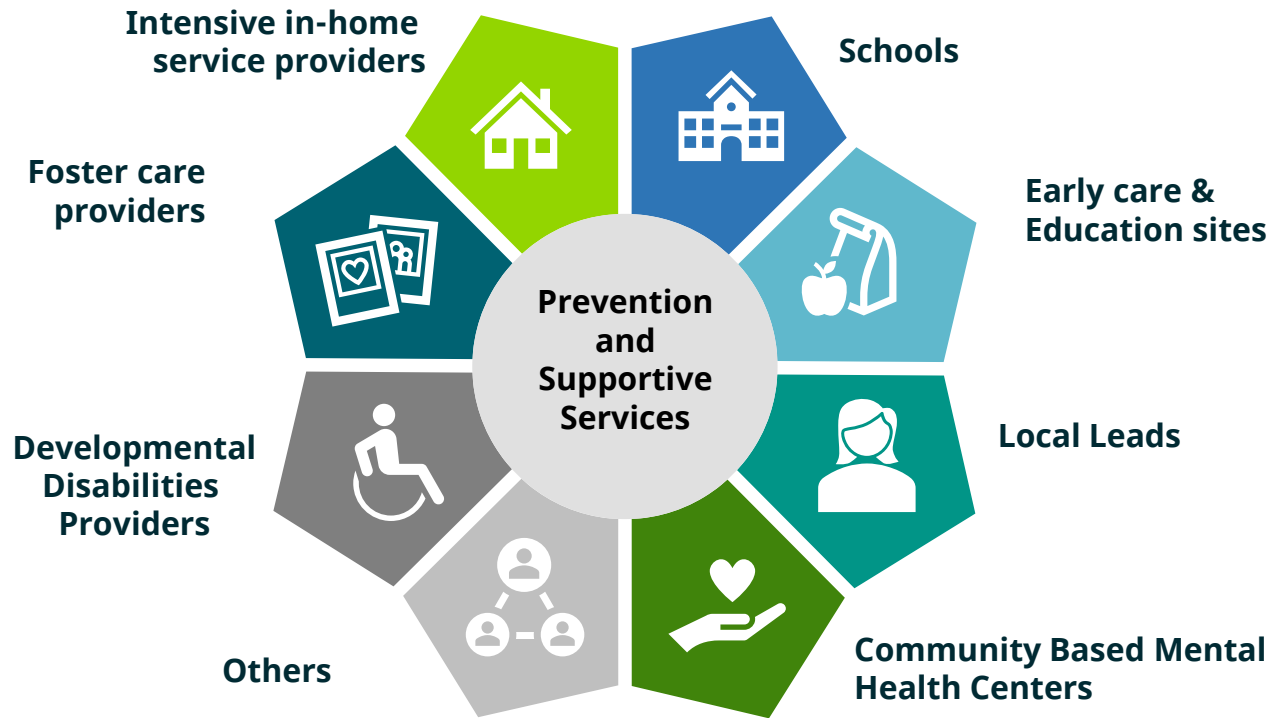 Intensive in-home
service providers
Schools
Foster care
providers
Early care &
Education sites
Prevention
and
Supportive
Services
Developmental
Disabilities
Providers
Local Leads
Others
Community Based Mental
Health Centers